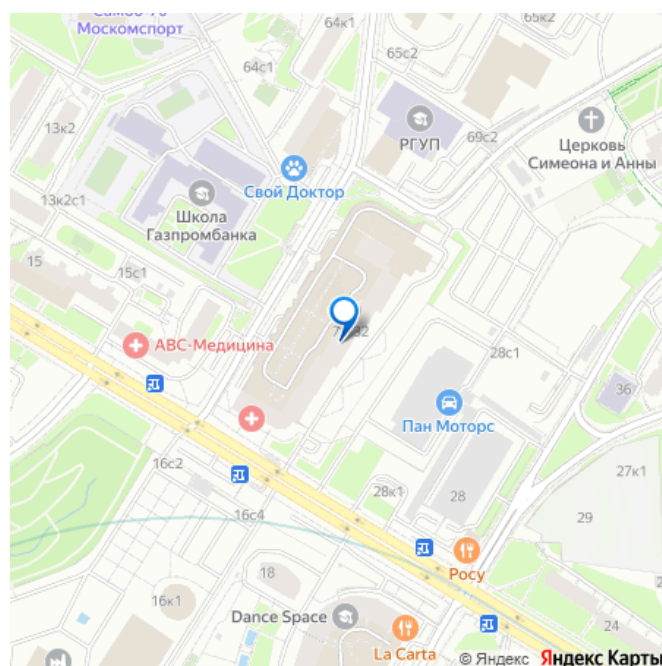 Самбо-70
Москомспорт
64к1
65с2
64с1
13к2
РГУП
69с2
Церковь
Симеона и Анны
Свой Доктор
13к2с1
Школа
Газпромбанка
15
15с1
АВС-Медицина
28с1
36
Пан Моторс
16с2
27к1
28к1
28
29
16с4
Росу
18
16к1
24
Dance Space
La Carta
© Яндекс Яндекс Карты